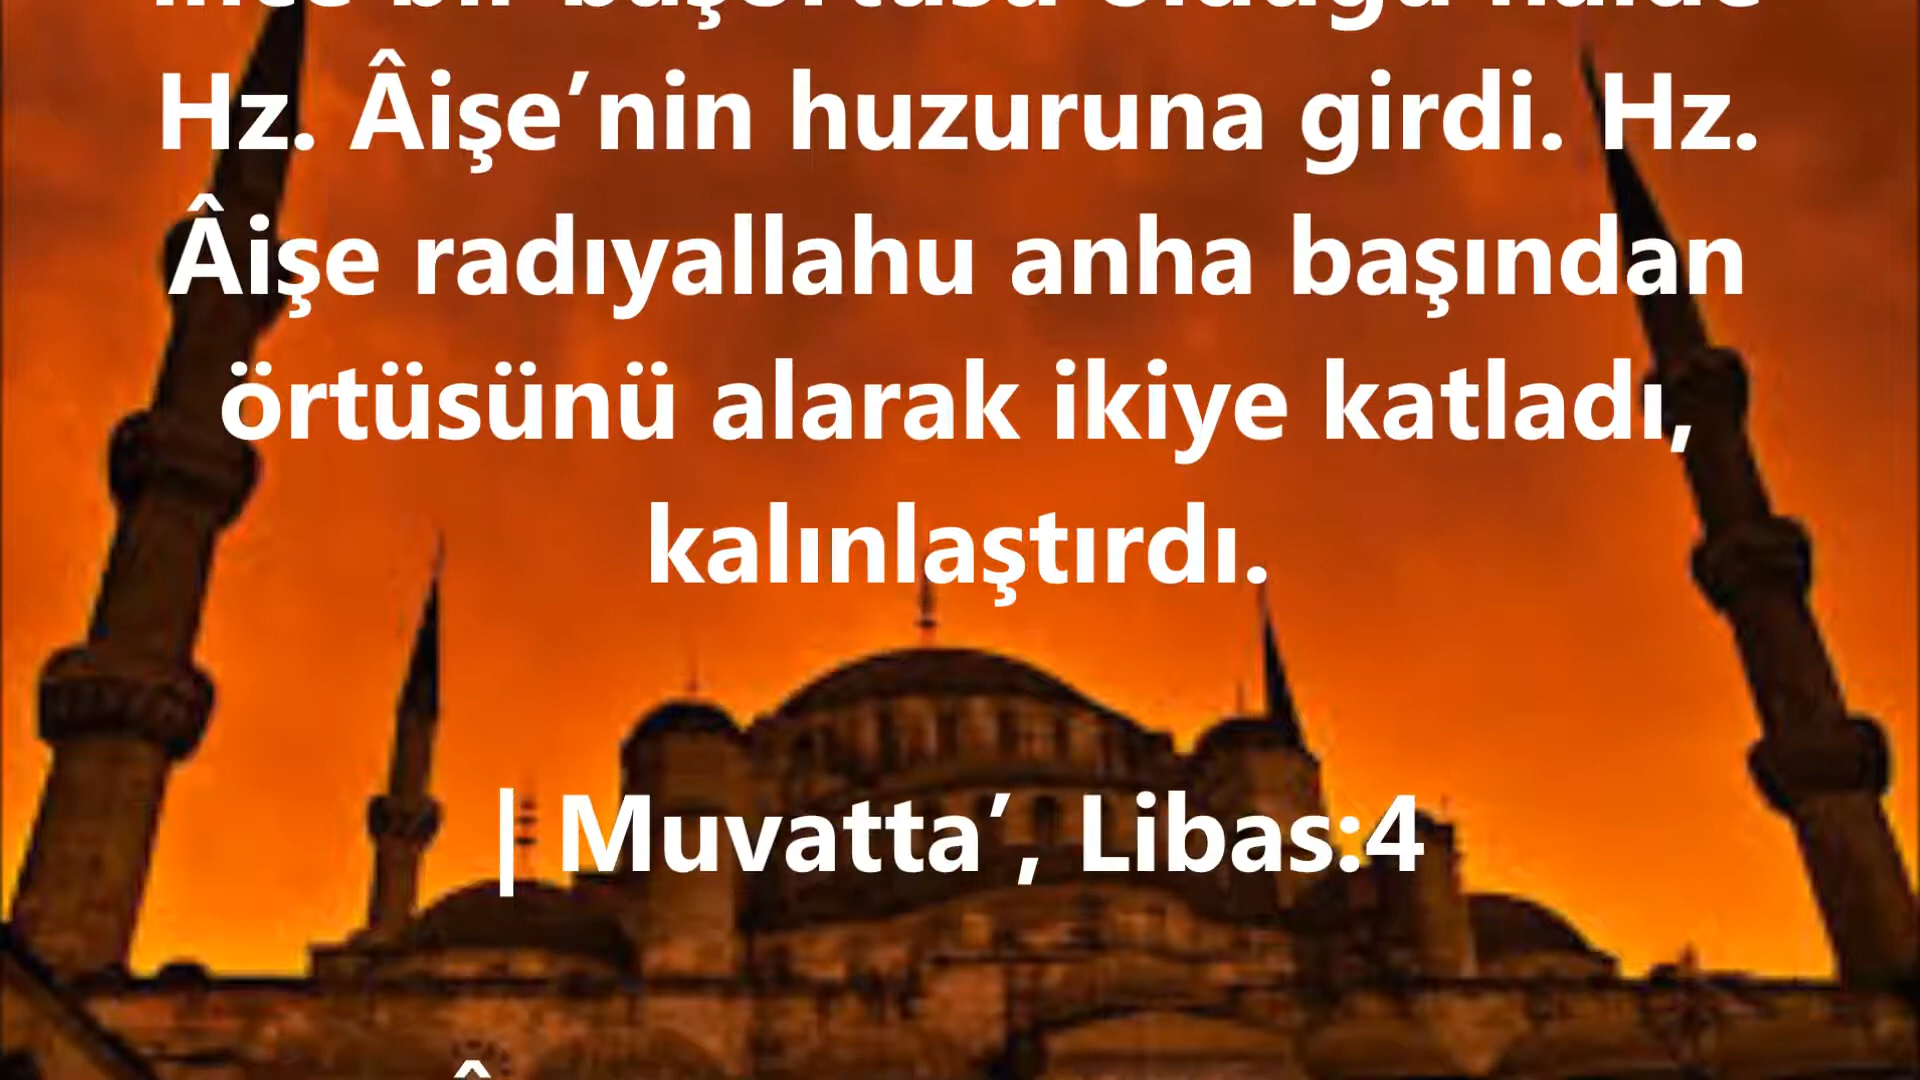 ince bir başörtüsü olduğu halde
Hz. Âişe’nin huzuruna girdi. Hz.
Âişe radıyallahu anha başından
örtüsünü alarak ikiye katladı,
kalınlaştırdı.
| Muvatta’, Libas:4